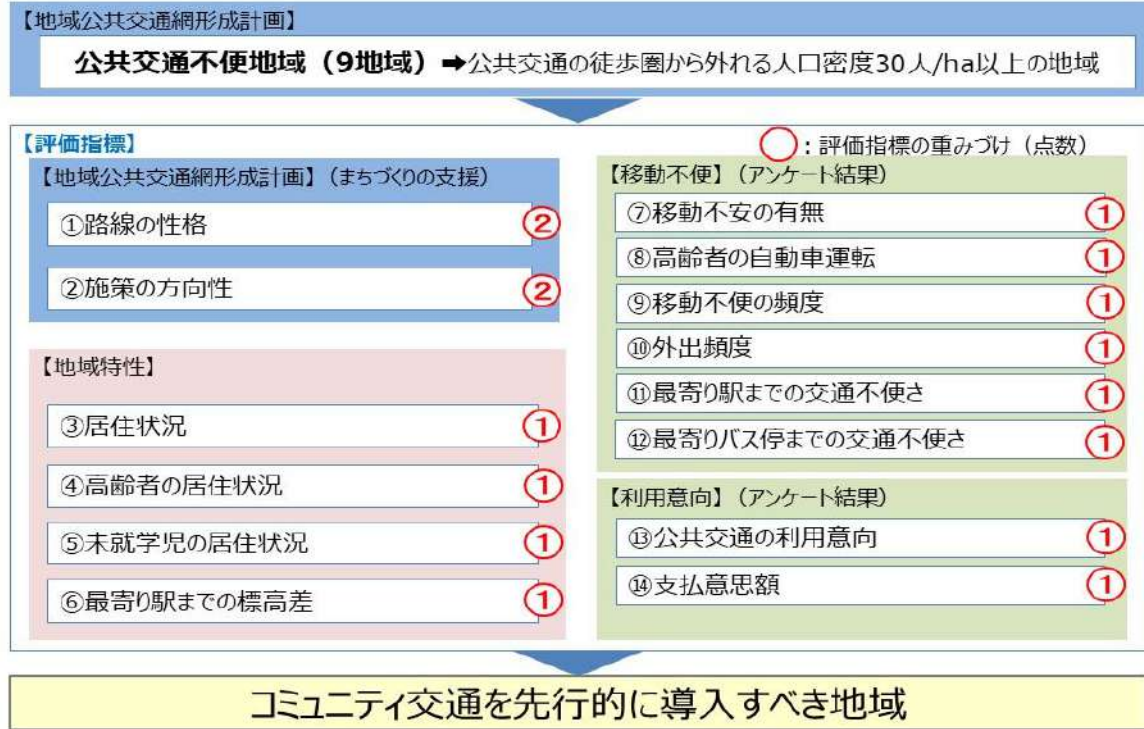 【地域公共交通網形成計画】
公共交通不便地域（9地域）➡公共交通の徒歩圏から外れる人口密度30人/ha以上の地域
【評価指標】
○：評価指標の重みづけ（点数）
【地域公共交通網形成計画】（まちづくりの支援）
①路線の性格 2
②施策の方向性 2
【地域特性】
③居住状況 1
④高齢者の居住状況 1
⑤未就学児の居住状況 1
⑥最寄り駅までの標高差 1
【移動不便】（アンケート結果）
⑦移動不安の有無 1
⑧高齢者の自動車運転 1
⑨移動不便の頻度 1
⑩外出頻度 1
⑪最寄り駅までの交通不便さ 1
⑫最寄りバス停までの交通不便さ 1
【利用意向】（アンケート結果）
⑬公共交通の利用意向 1
⑭支払意思額 1
コミュニティ交通を先行的に導入すべき地域